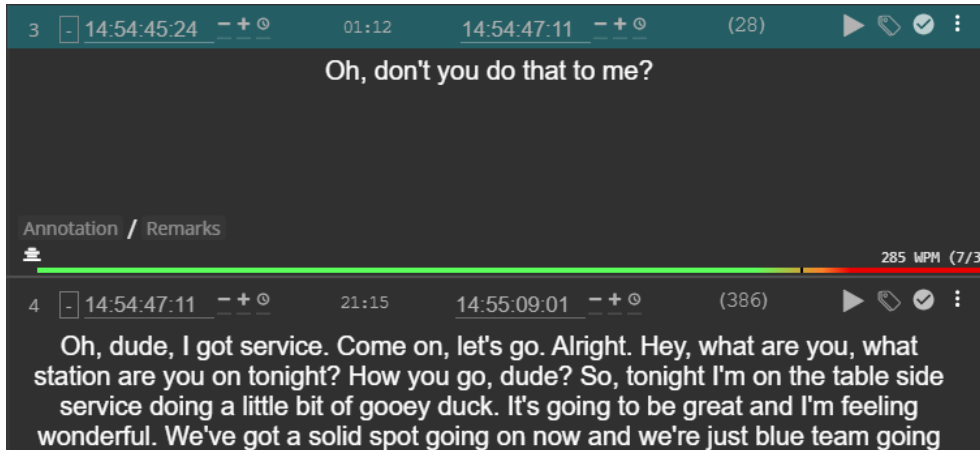 3 - 14:54:45:24 − + 01:12 14:54:47:11 − + (28)
Oh, don't you do that to me?
Annotation / Remarks
285 WPM (7/3
4 - 14:54:47:11 − + 21:15 14:55:09:01 − + (386)
Oh, dude, I got service. Come on, let's go. Alright. Hey, what are you, what
station are you on tonight? How you go, dude? So, tonight I'm on the table side
service doing a little bit of gooey duck. It's going to be great and I'm feeling
wonderful. We've got a solid spot going on now and we're just blue team going